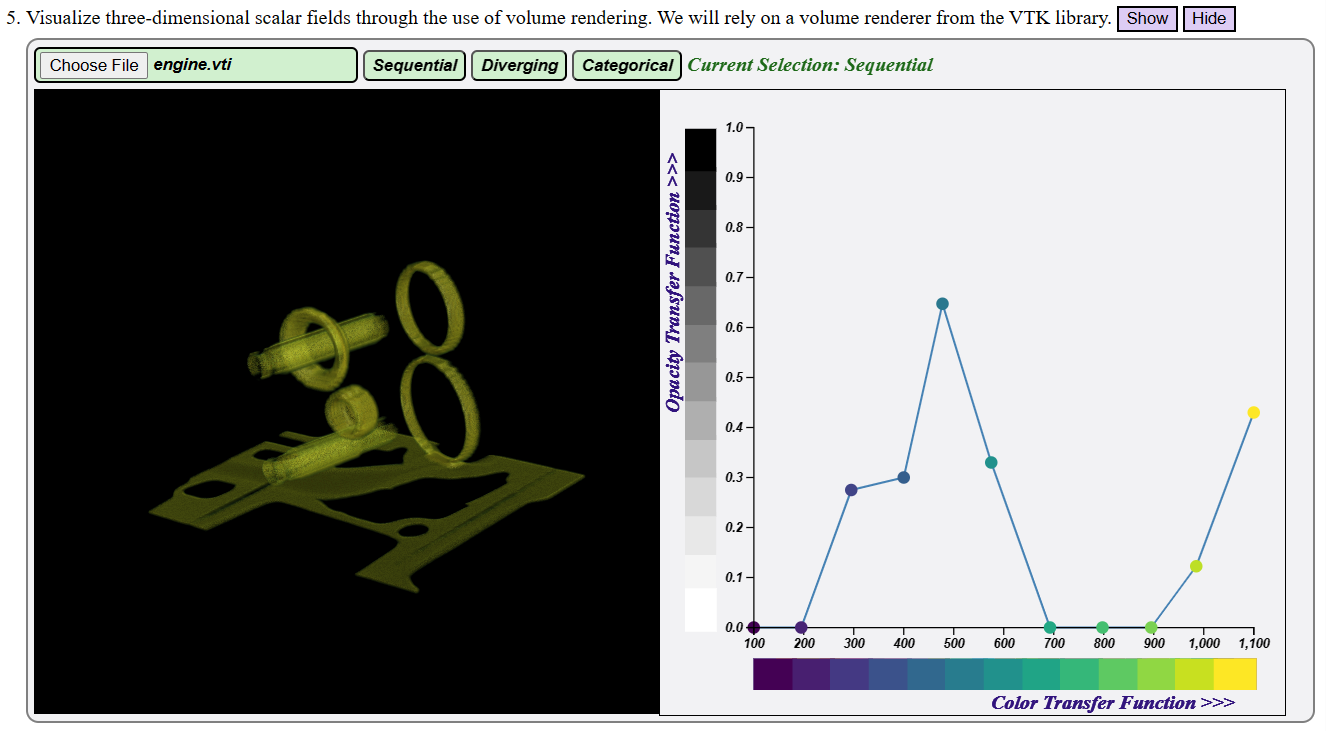 5. Visualize three-dimensional scalar fields through the use of volume rendering. We will rely on a volume renderer from the VTK library. Show Hide
Choose File engine.vti Sequential Diverging Categorical Current Selection: Sequential
Opacity Transfer Function >>>
1.0
0.9
0.8
0.7
0.6
0.5
0.4
0.3
0.2
0.1
0.0
100 200 300 400 500 600 700 800 900 1,000 1,100
Color Transfer Function >>>